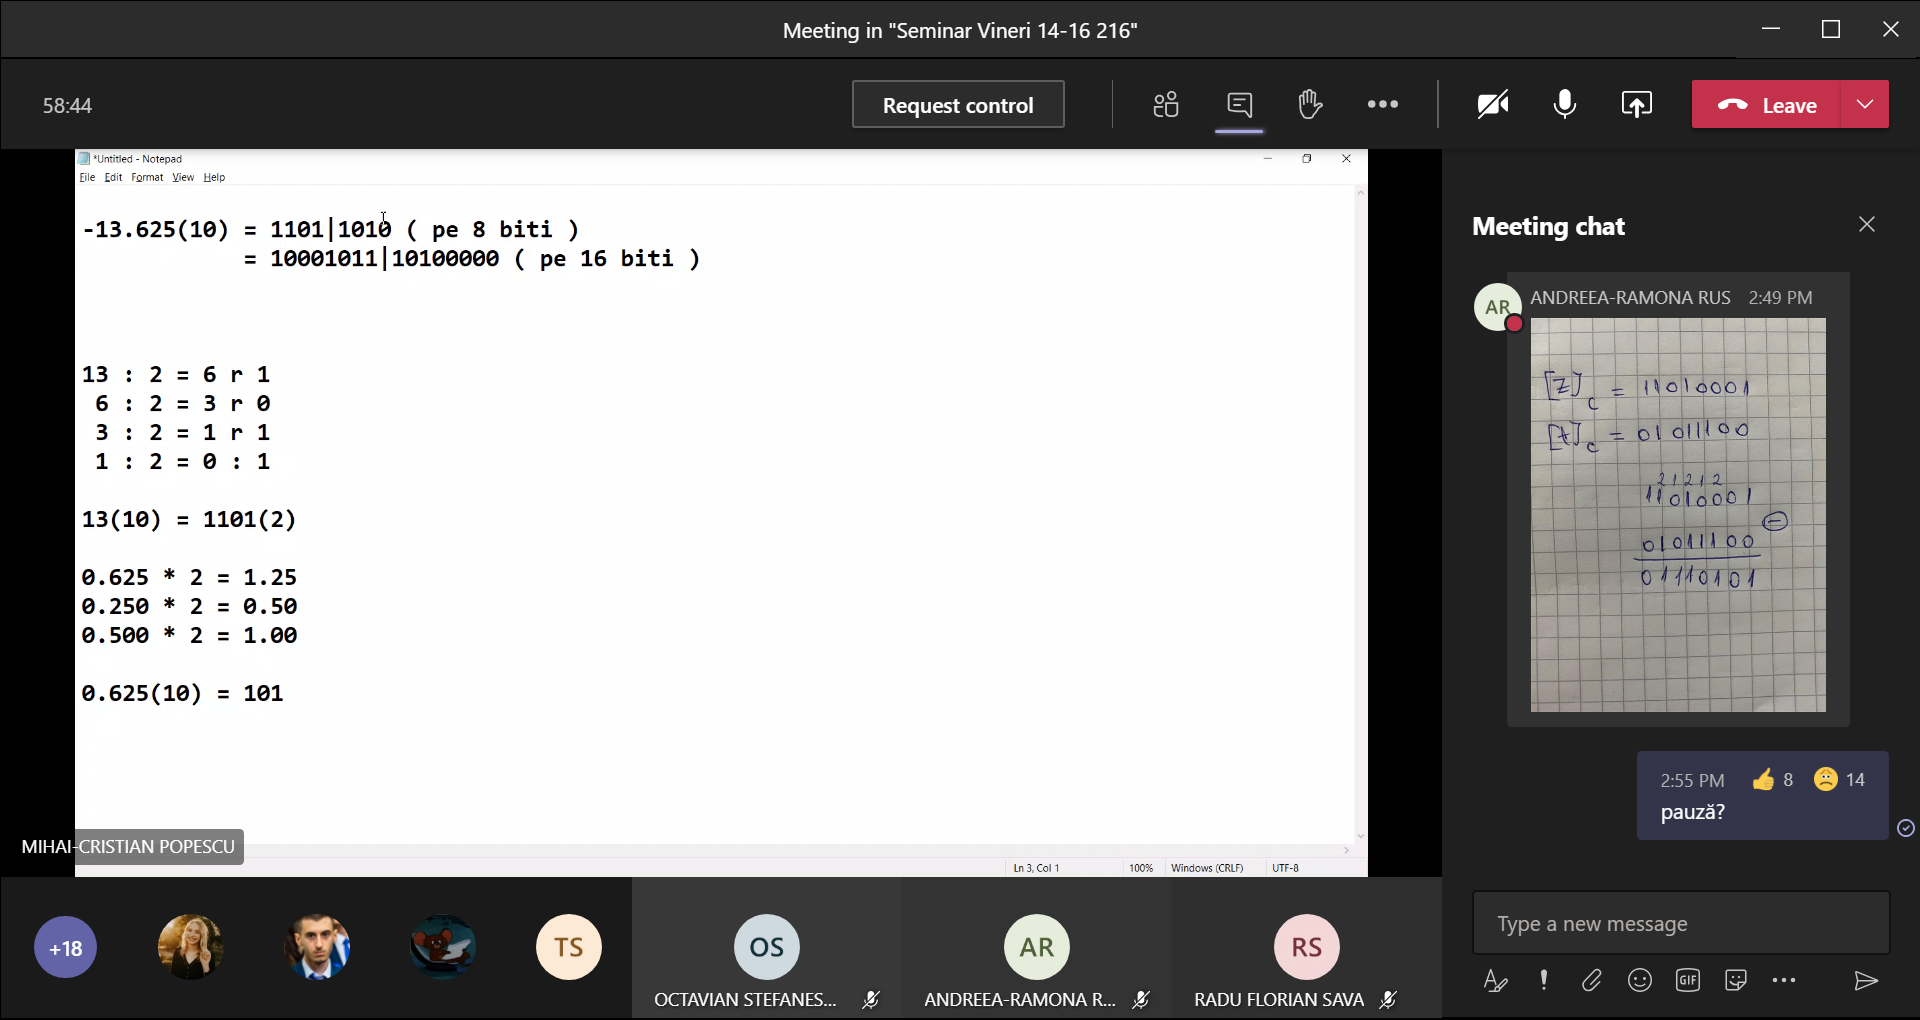 Meeting in "Seminar Vineri 14-16 216"
58:44
Request control
Leave
*Untitled - Notepad
File Edit Format View Help
-13.625(10) = 1101|1010 ( pe 8 biti )
= 10001011|10100000 ( pe 16 biti )
13 : 2 = 6 r 1
6 : 2 = 3 r 0
3 : 2 = 1 r 1
1 : 2 = 0 : 1
13(10) = 1101(2)
0.625 * 2 = 1.25
0.250 * 2 = 0.50
0.500 * 2 = 1.00
0.625(10) = 101
MIHAI-CRISTIAN POPESCU
Ln 3, Col 1 100% Windows (CRLF) UTF-8
+18
TS
OS
AR
RS
OCTAVIAN STEFANES...
ANDREEA-RAMONA R...
RADU FLORIAN SAVA
Meeting chat
AR
ANDREEA-RAMONA RUS 2:49 PM
[Z]c = 11010001
[t]c = 01011100
21212
11010001
-
01011100
01110101
2:55 PM 8 14
pauză?
Type a new message
GIF